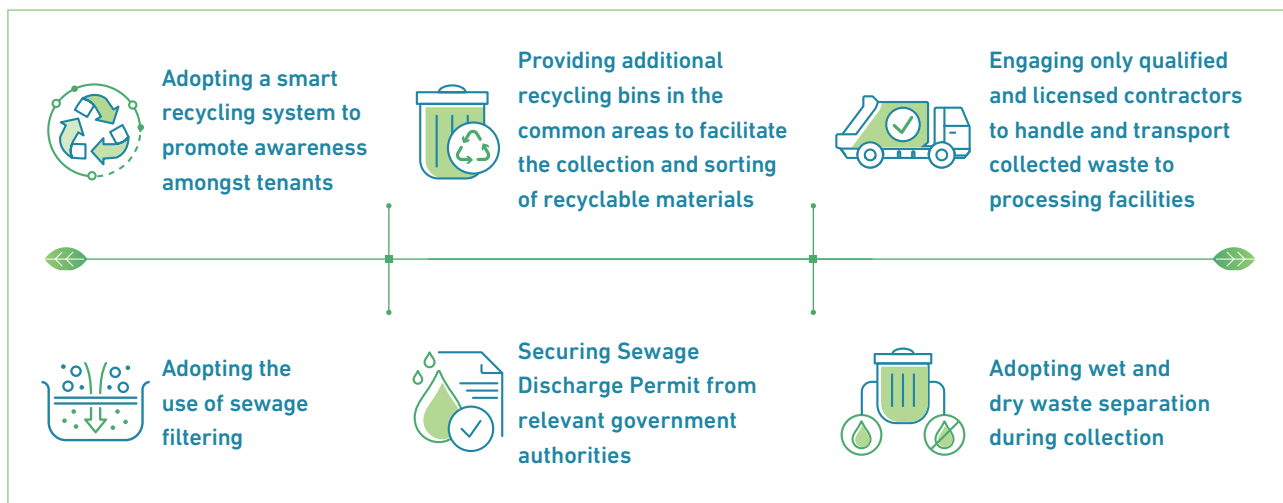 Adopting a smart
recycling system to
promote awareness
amongst tenants
Providing additional
recycling bins in the
common areas to facilitate
the collection and sorting
of recyclable materials
Engaging only qualified
and licensed contractors
to handle and transport
collected waste to
processing facilities
Adopting the
use of sewage
filtering
Securing Sewage
Discharge Permit from
relevant government
authorities
Adopting wet and
dry waste separation
during collection